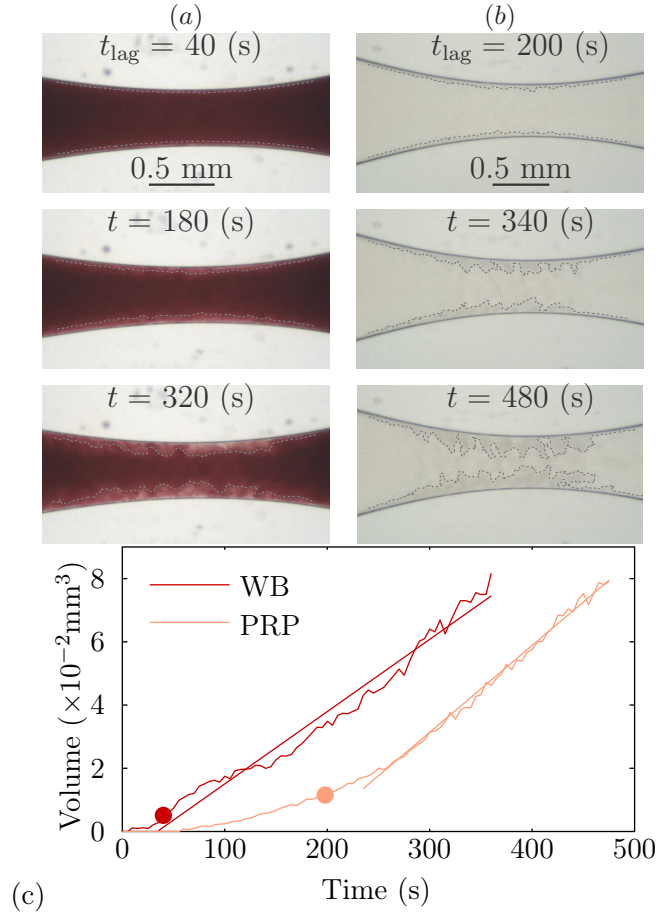 (a) (b)
t_lag = 40 (s) t_lag = 200 (s)
0.5 mm 0.5 mm
t = 180 (s) t = 340 (s)
t = 320 (s) t = 480 (s)
8
WB
PRP
6
4
2
0
Volume (×10⁻²mm³)
0 100 200 300 400 500
Time (s)
(c)